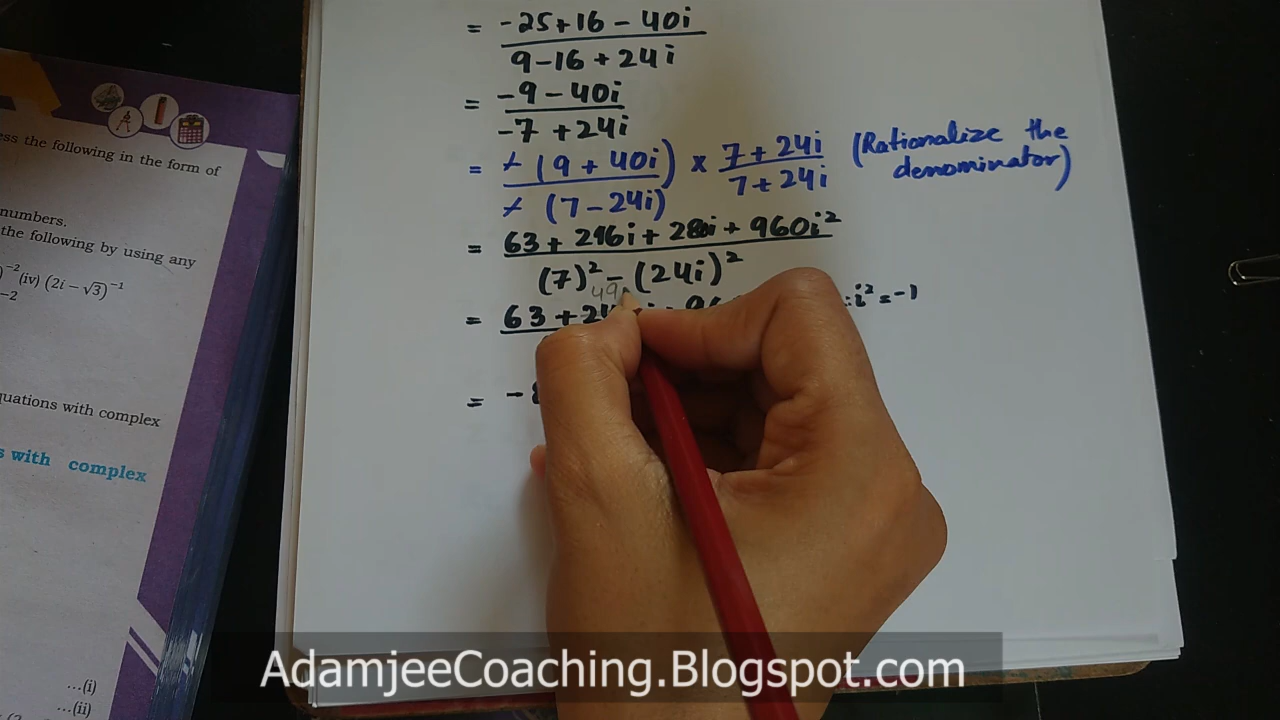 = -25+16 - 40i
9-16 + 24i
= -9 - 40i
-7 + 24i
= - (9 + 40i) × 7 + 24i (Rationalize the denominator)
- (7 - 24i) 7 + 24i
= 63 + 216i + 280i + 960i²
(7)² - (24i)²
49
= 63 + i²= -1
= -
ess the following in the form of
numbers.
the following by using any
)⁻² (iv) (2i - √3)⁻¹
-2
quations with complex
s with complex
...(i)
...(ii)
AdamjeeCoaching.Blogspot.com